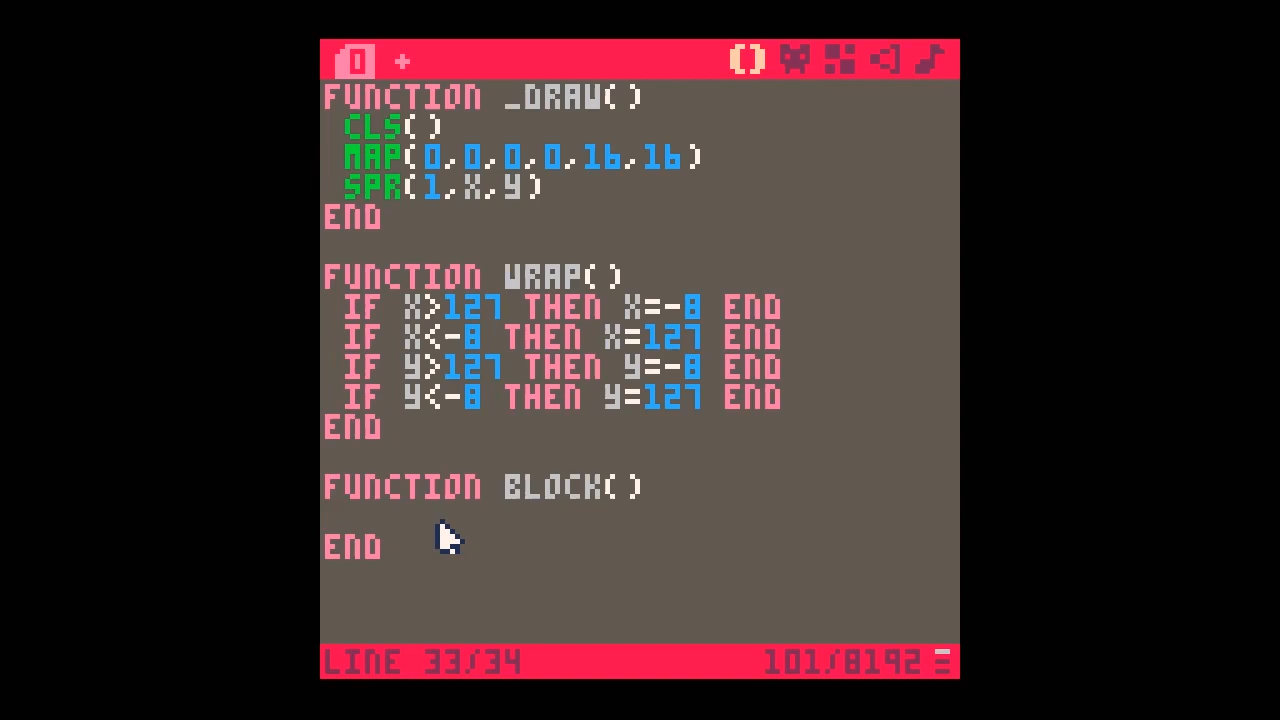 0 +
FUNCTION _DRAW()
CLS()
MAP(0,0,0,0,16,16)
SPR(1,X,Y)
END
FUNCTION WRAP()
IF X>127 THEN X=-8 END
IF X<-8 THEN X=127 END
IF Y>127 THEN Y=-8 END
IF Y<-8 THEN Y=127 END
END
FUNCTION BLOCK()
END
LINE 33/34 101/8192